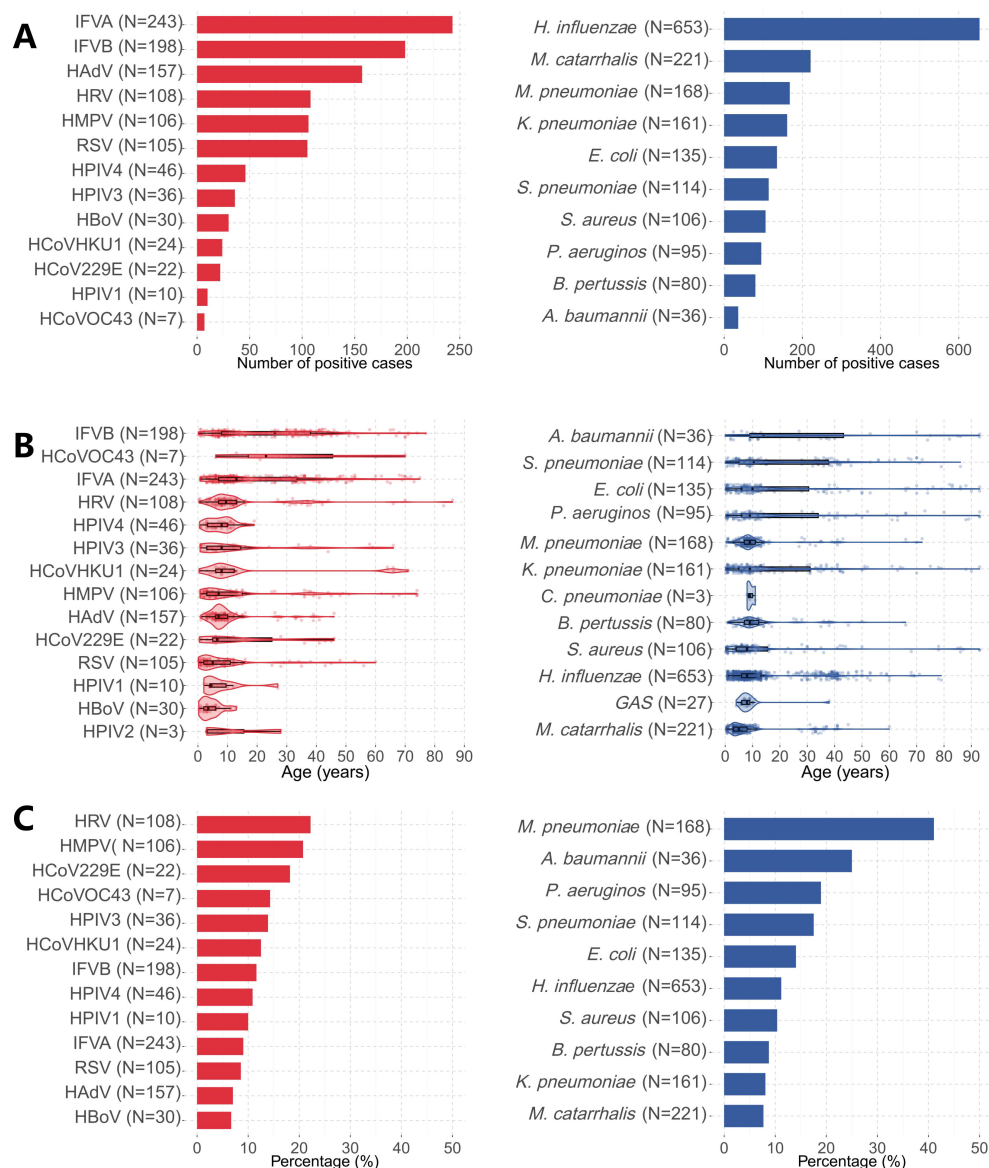 A
IFVA (N=243)
IFVB (N=198)
HAdV (N=157)
HRV (N=108)
HMPV (N=106)
RSV (N=105)
HPIV4 (N=46)
HPIV3 (N=36)
HBoV (N=30)
HCoVHKU1 (N=24)
HCoV229E (N=22)
HPIV1 (N=10)
HCoVOC43 (N=7)
0 50 100 150 200 250
Number of positive cases
H. influenzae (N=653)
M. catarrhalis (N=221)
M. pneumoniae (N=168)
K. pneumoniae (N=161)
E. coli (N=135)
S. pneumoniae (N=114)
S. aureus (N=106)
P. aeruginos (N=95)
B. pertussis (N=80)
A. baumannii (N=36)
0 200 400 600
Number of positive cases
B
IFVB (N=198)
HCoVOC43 (N=7)
IFVA (N=243)
HRV (N=108)
HPIV4 (N=46)
HPIV3 (N=36)
HCoVHKU1 (N=24)
HMPV (N=106)
HAdV (N=157)
HCoV229E (N=22)
RSV (N=105)
HPIV1 (N=10)
HBoV (N=30)
HPIV2 (N=3)
0 10 20 30 40 50 60 70 80 90
Age (years)
A. baumannii (N=36)
S. pneumoniae (N=114)
E. coli (N=135)
P. aeruginos (N=95)
M. pneumoniae (N=168)
K. pneumoniae (N=161)
C. pneumoniae (N=3)
B. pertussis (N=80)
S. aureus (N=106)
H. influenzae (N=653)
GAS (N=27)
M. catarrhalis (N=221)
0 10 20 30 40 50 60 70 80 90
Age (years)
C
HRV (N=108)
HMPV( N=106)
HCoV229E (N=22)
HCoVOC43 (N=7)
HPIV3 (N=36)
HCoVHKU1 (N=24)
IFVB (N=198)
HPIV4 (N=46)
HPIV1 (N=10)
IFVA (N=243)
RSV (N=105)
HAdV (N=157)
HBoV (N=30)
0 10 20 30 40 50
Percentage (%)
M. pneumoniae (N=168)
A. baumannii (N=36)
P. aeruginos (N=95)
S. pneumoniae (N=114)
E. coli (N=135)
H. influenzae (N=653)
S. aureus (N=106)
B. pertussis (N=80)
K. pneumoniae (N=161)
M. catarrhalis (N=221)
0 10 20 30 40 50
Percentage (%)